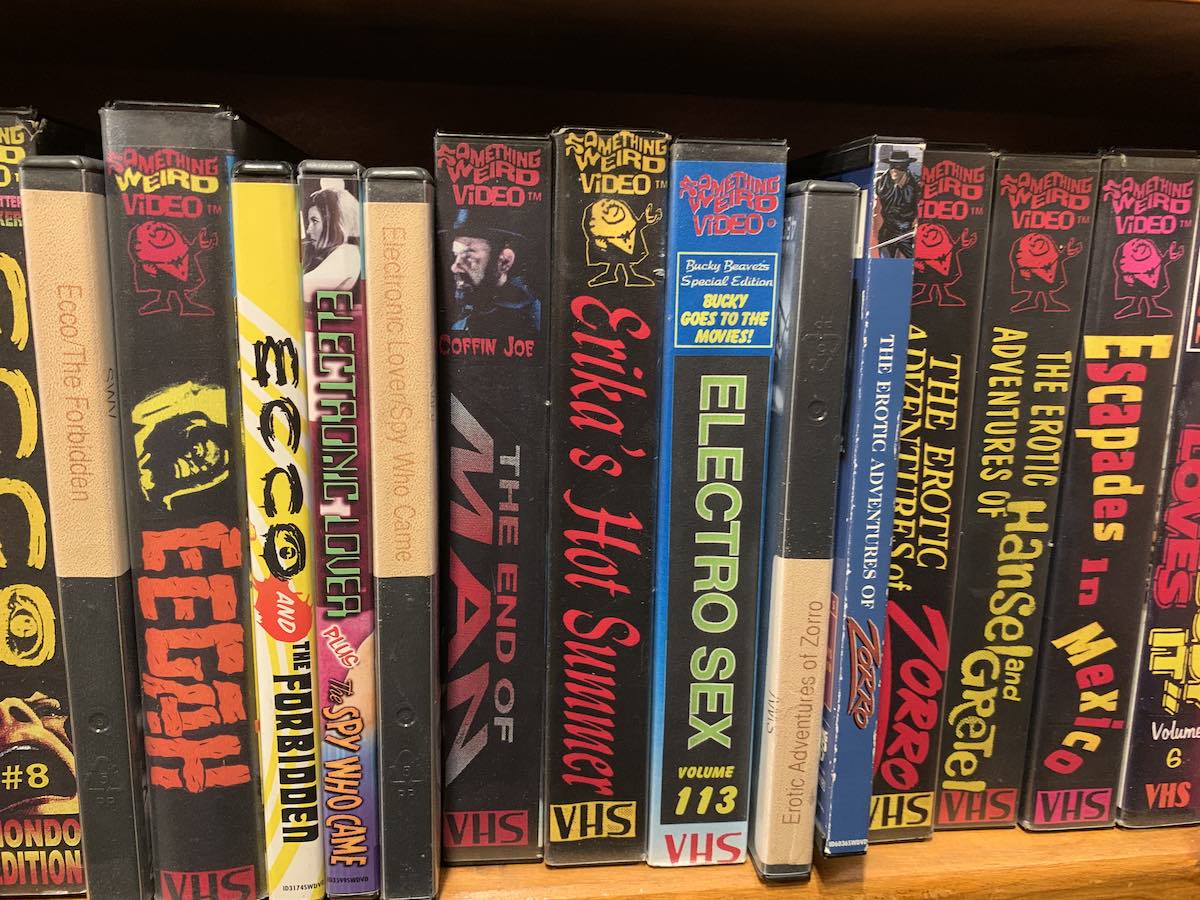 #8
MONDO
EDITION
Ecco/The Forbidden
SWV
SOMETHING
WEIRD
VIDEO™
EEGAH
VHS
ECCO
AND
THE FORBIDDEN
ID3174SWDVD
ELECTRONIC LOVER
PLUS
The SPY WHO CAME
Electronic Lover/Spy Who Came
SOMETHING
WEIRD
VIDEO™
COFFIN JOE
THE END OF
MAN
VHS
SOMETHING
WEIRD
VIDEO™
Erika's Hot Summer
VHS
SOMETHING
WEIRD
VIDEO®
Bucky Beaver's
Special Edition
BUCKY
GOES TO THE
MOVIES!
ELECTRO SEX
VOLUME
113
VHS
Erotic Adventures of Zorro
THE EROTIC ADVENTURES OF
ZORRO
ID6036SWDVD
WEIRD
VIDEO™
THE EROTIC
ADVENTURES of
ZORRO
VHS
SOMETHING
WEIRD
VIDEO™
THE EROTIC
ADVENTURES OF
HANSEL and
GRETEL
VHS
SOMETHING
WEIRD
VIDEO™
Escapades In Mexico
VHS
LOVES
Volume
6
VHS